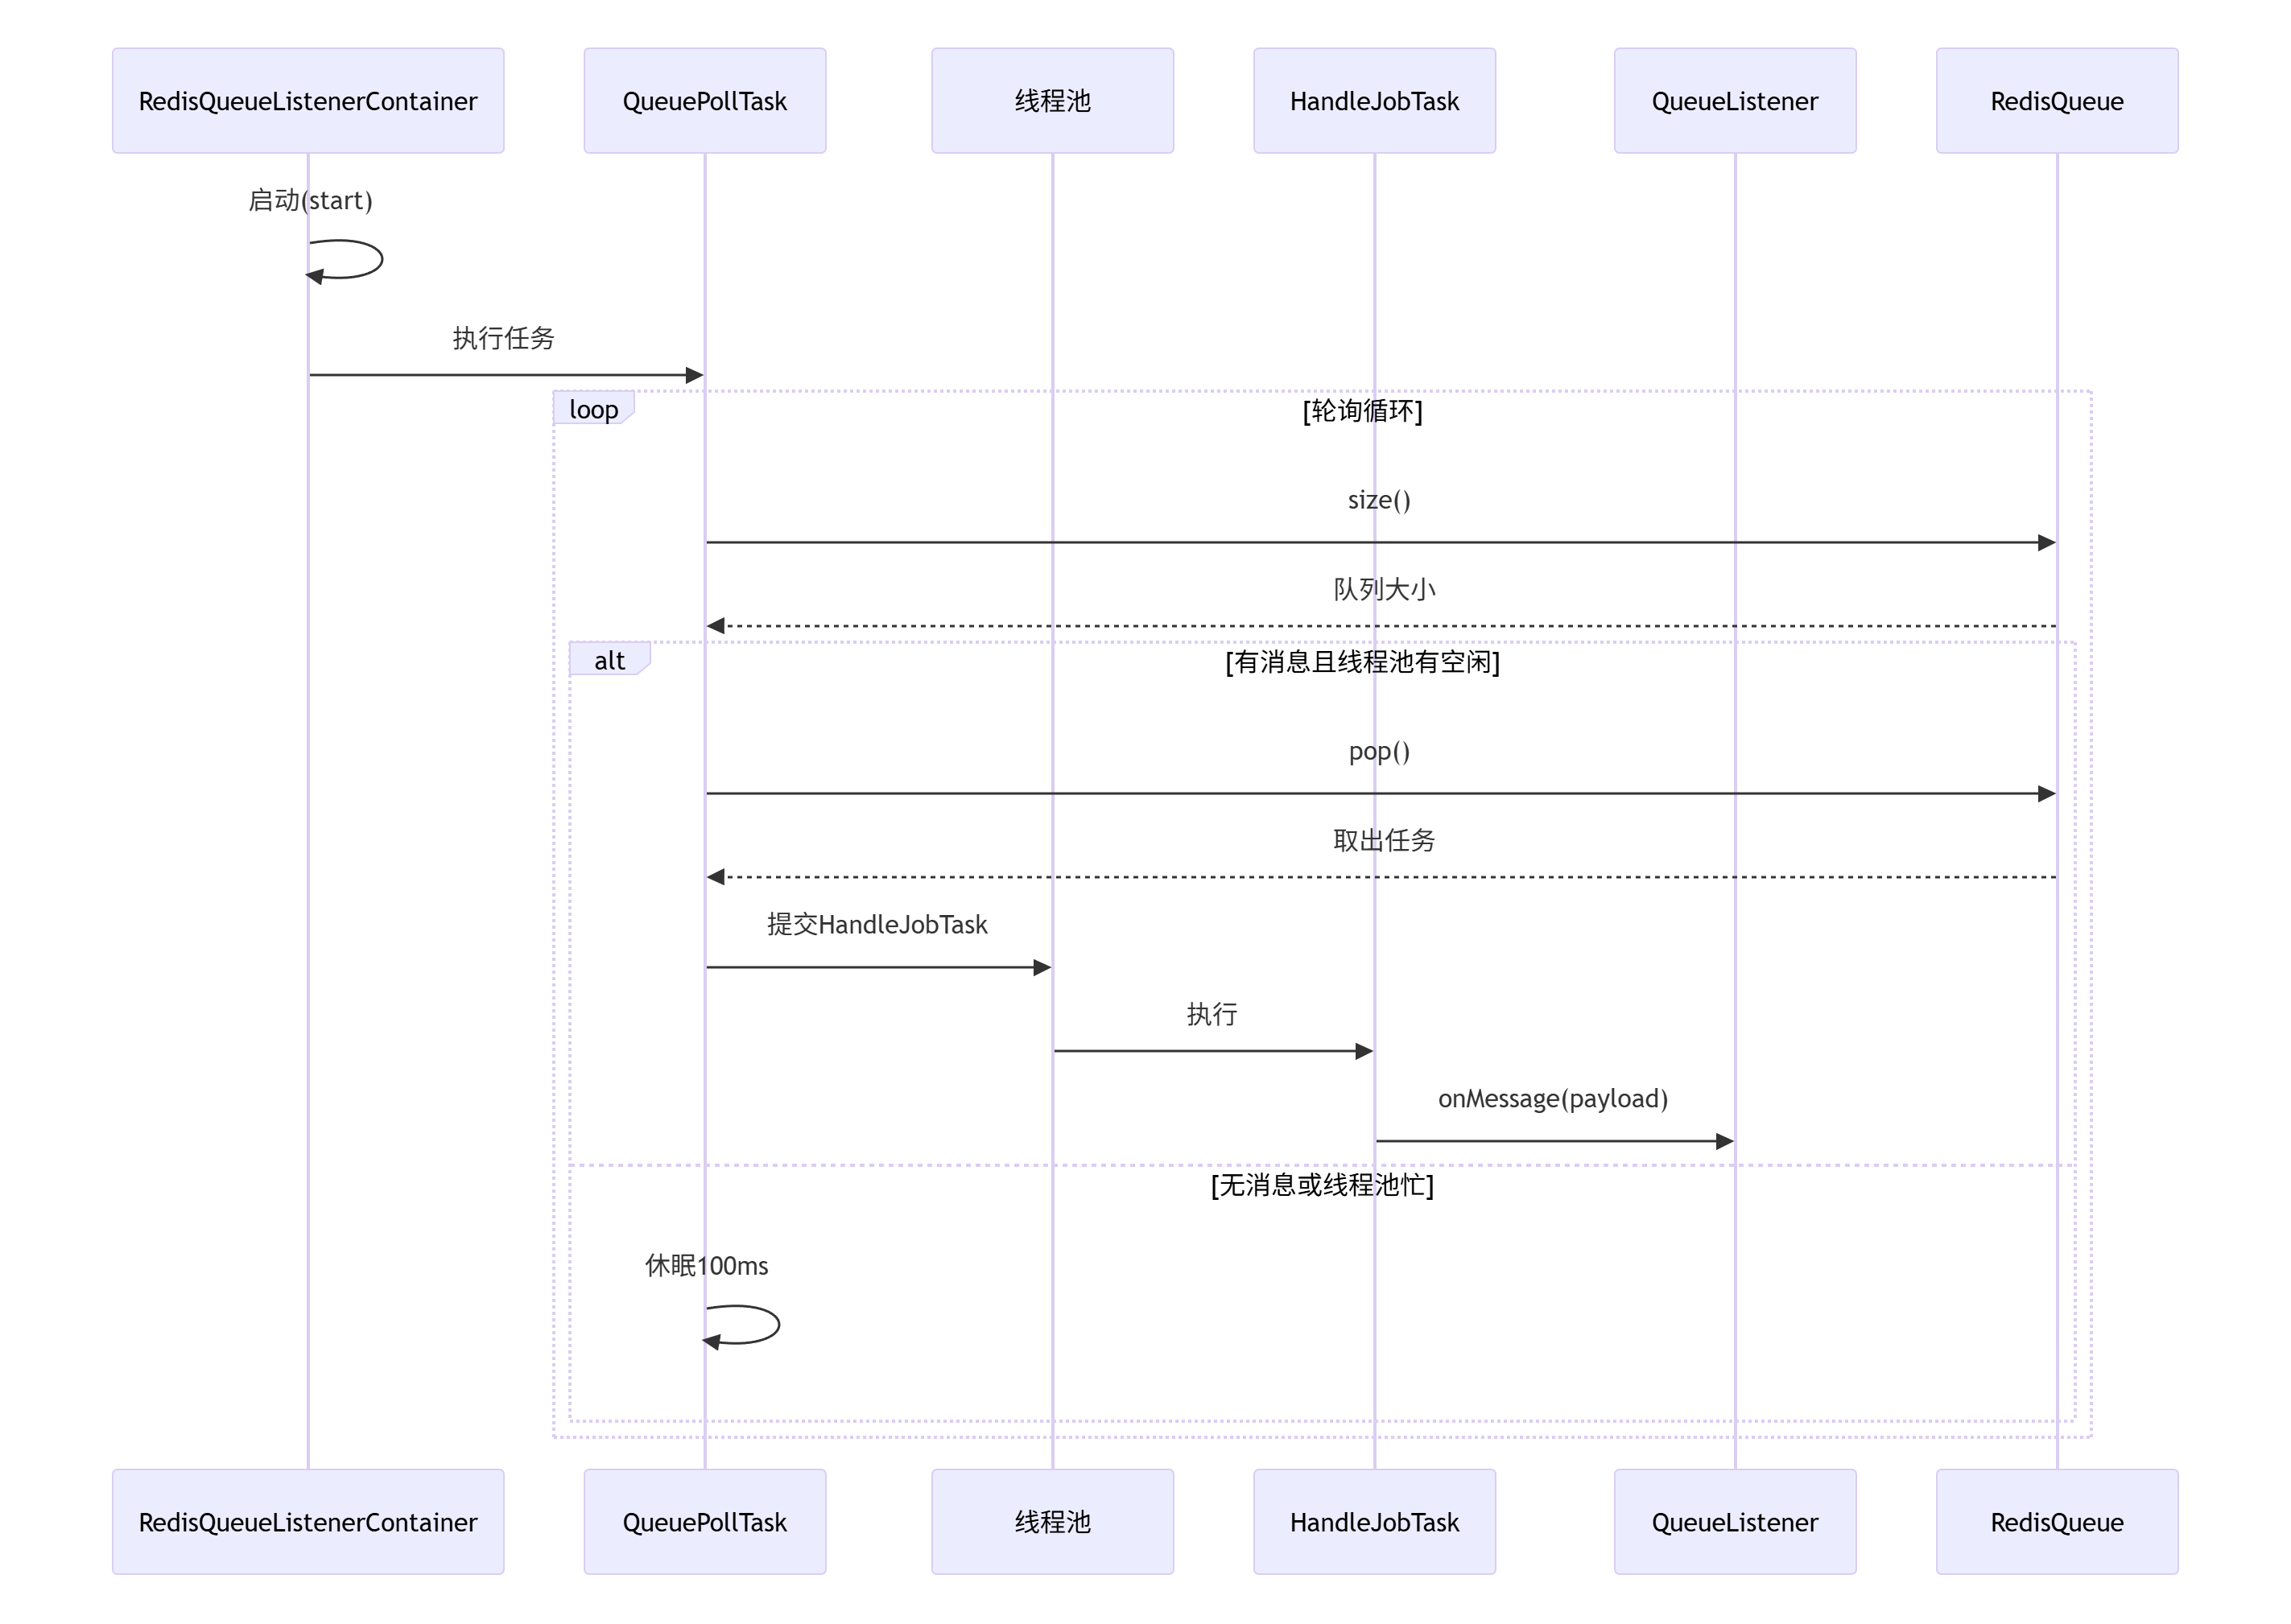 RedisQueueListenerContainer
QueuePollTask
线程池
HandleJobTask
QueueListener
RedisQueue
启动(start)
执行任务
loop
[轮询循环]
size()
队列大小
alt
[有消息且线程池有空闲]
pop()
取出任务
提交HandleJobTask
执行
onMessage(payload)
[无消息或线程池忙]
休眠100ms
RedisQueueListenerContainer
QueuePollTask
线程池
HandleJobTask
QueueListener
RedisQueue